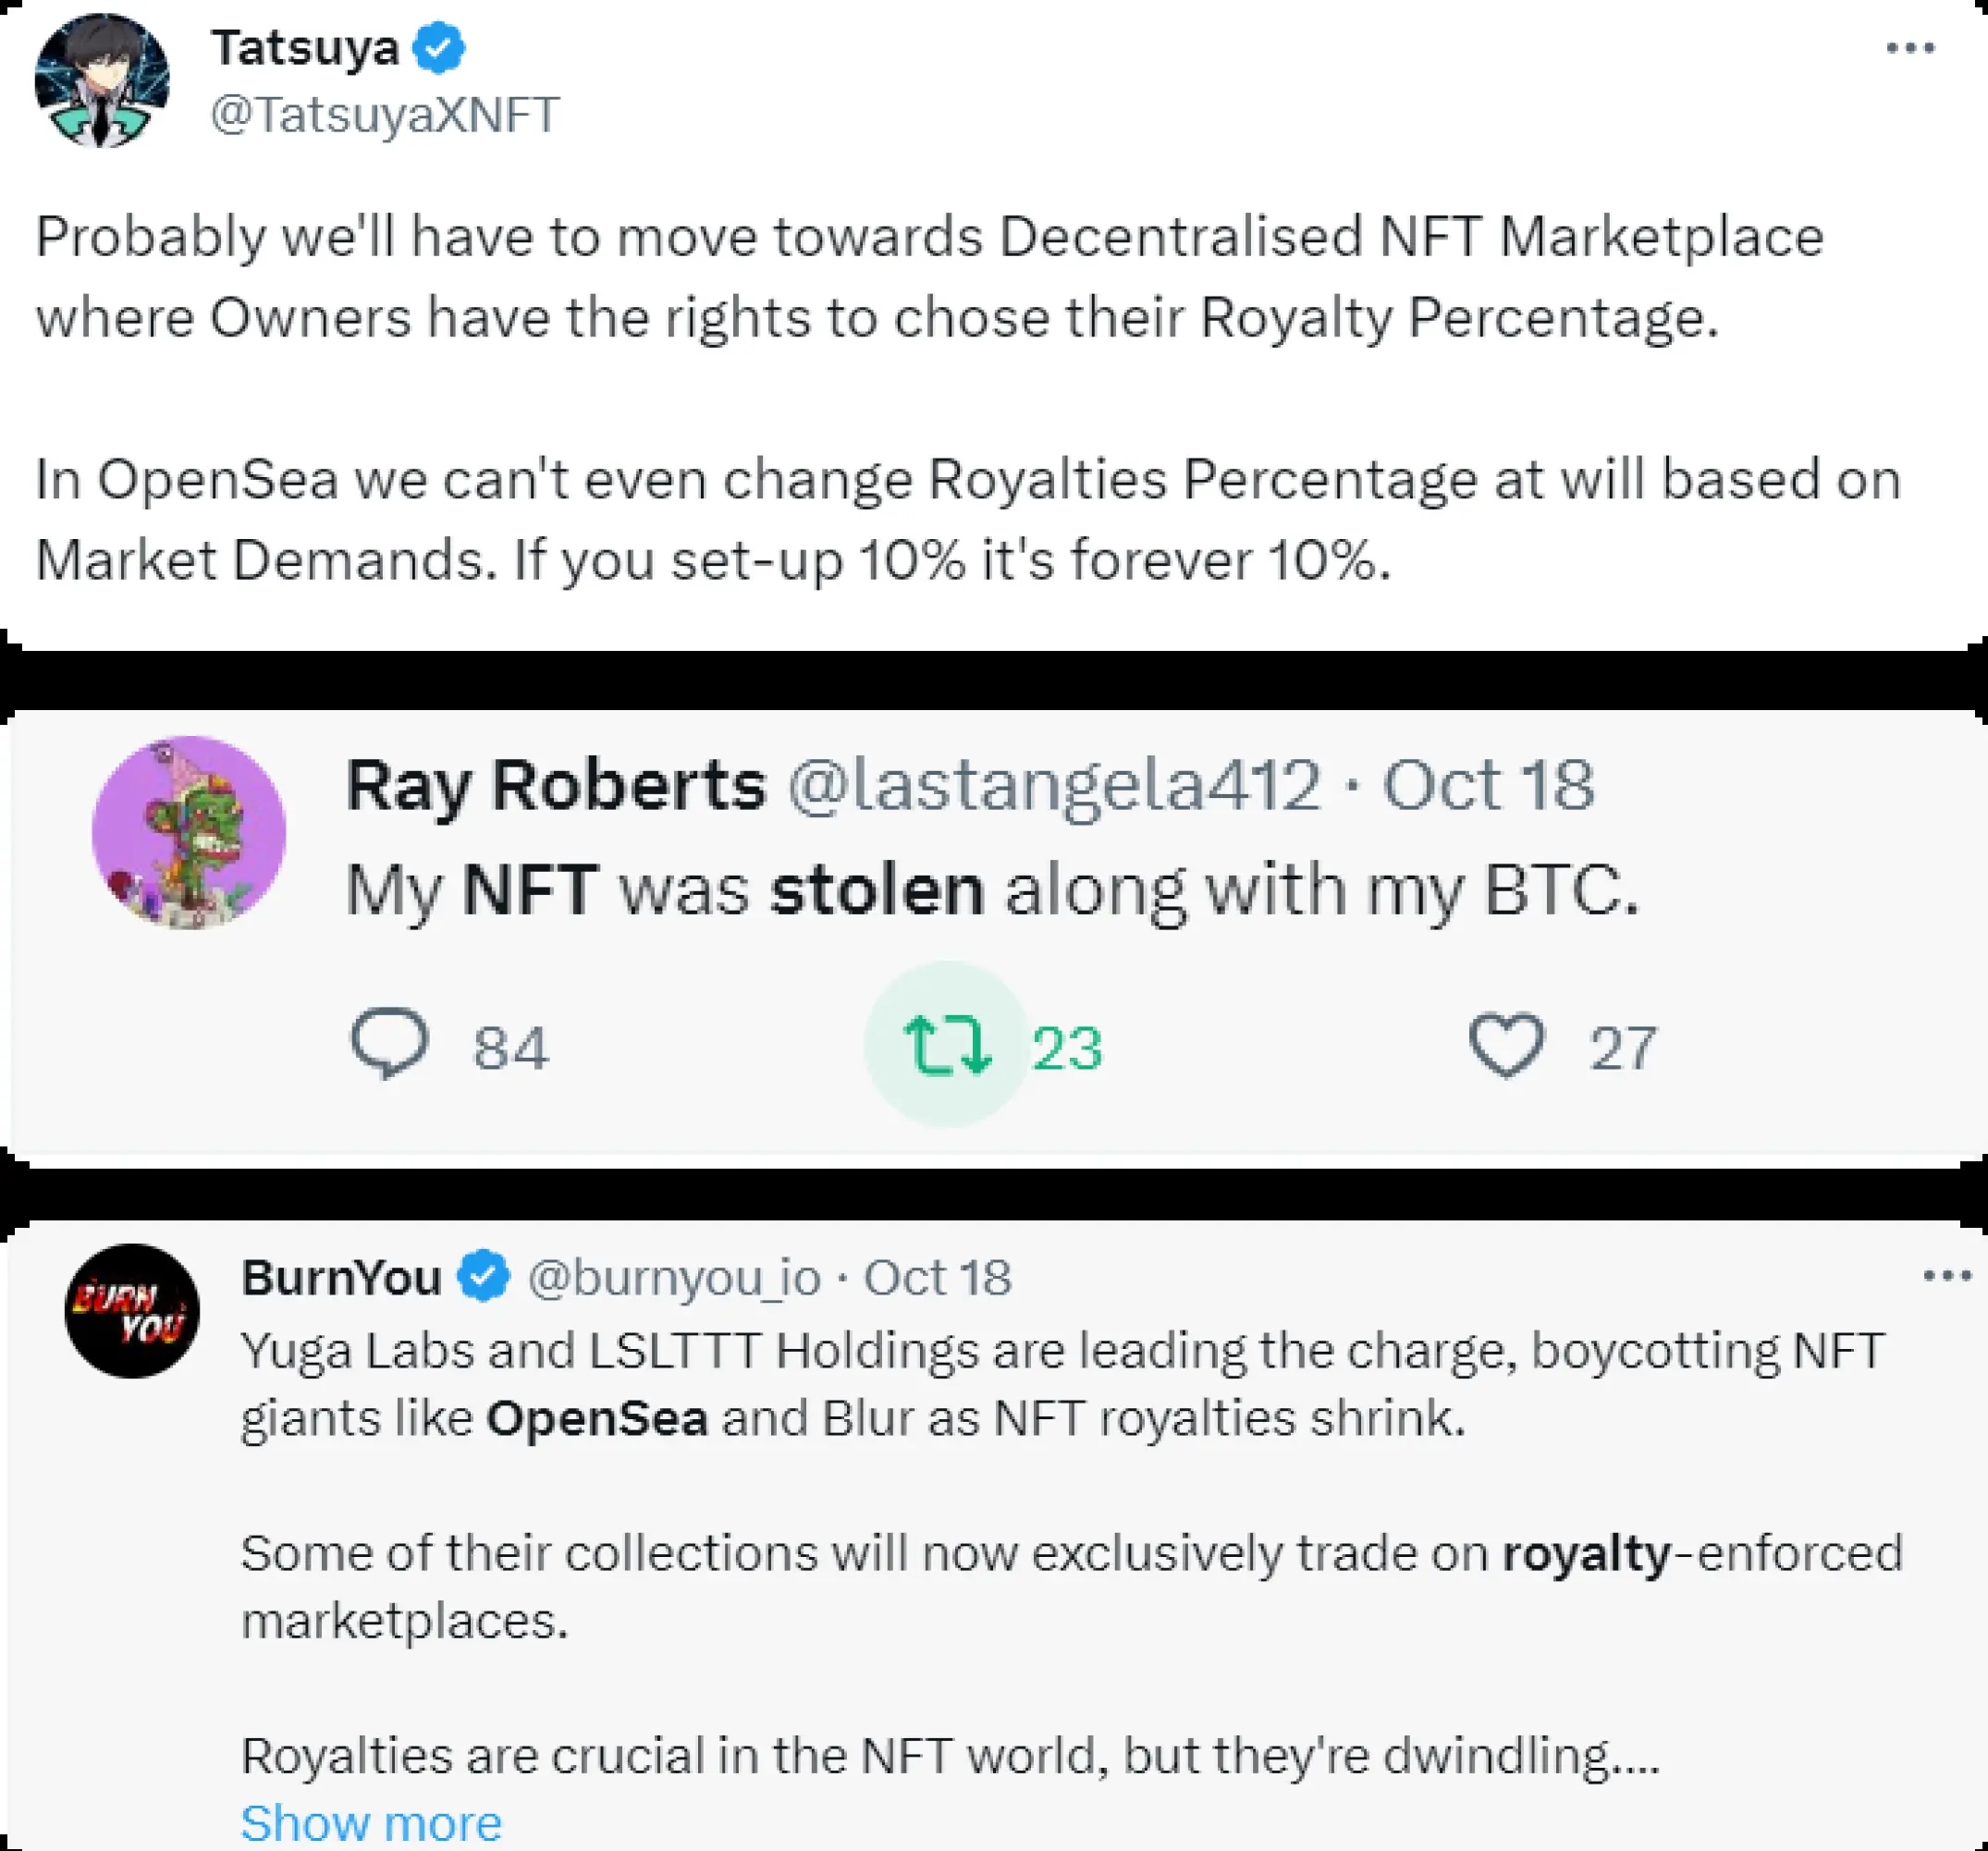 Tatsuya
@TatsuyaXNFT
Probably we'll have to move towards Decentralised NFT Marketplace
where Owners have the rights to chose their Royalty Percentage.
In OpenSea we can't even change Royalties Percentage at will based on
Market Demands. If you set-up 10% it's forever 10%.
Ray Roberts @lastangela412 · Oct 18
My NFT was stolen along with my BTC.
84 23 27
BURN
YOU
BurnYou @burnyou_io · Oct 18
Yuga Labs and LSLTTT Holdings are leading the charge, boycotting NFT
giants like OpenSea and Blur as NFT royalties shrink.
Some of their collections will now exclusively trade on royalty-enforced
marketplaces.
Royalties are crucial in the NFT world, but they're dwindling....
Show more